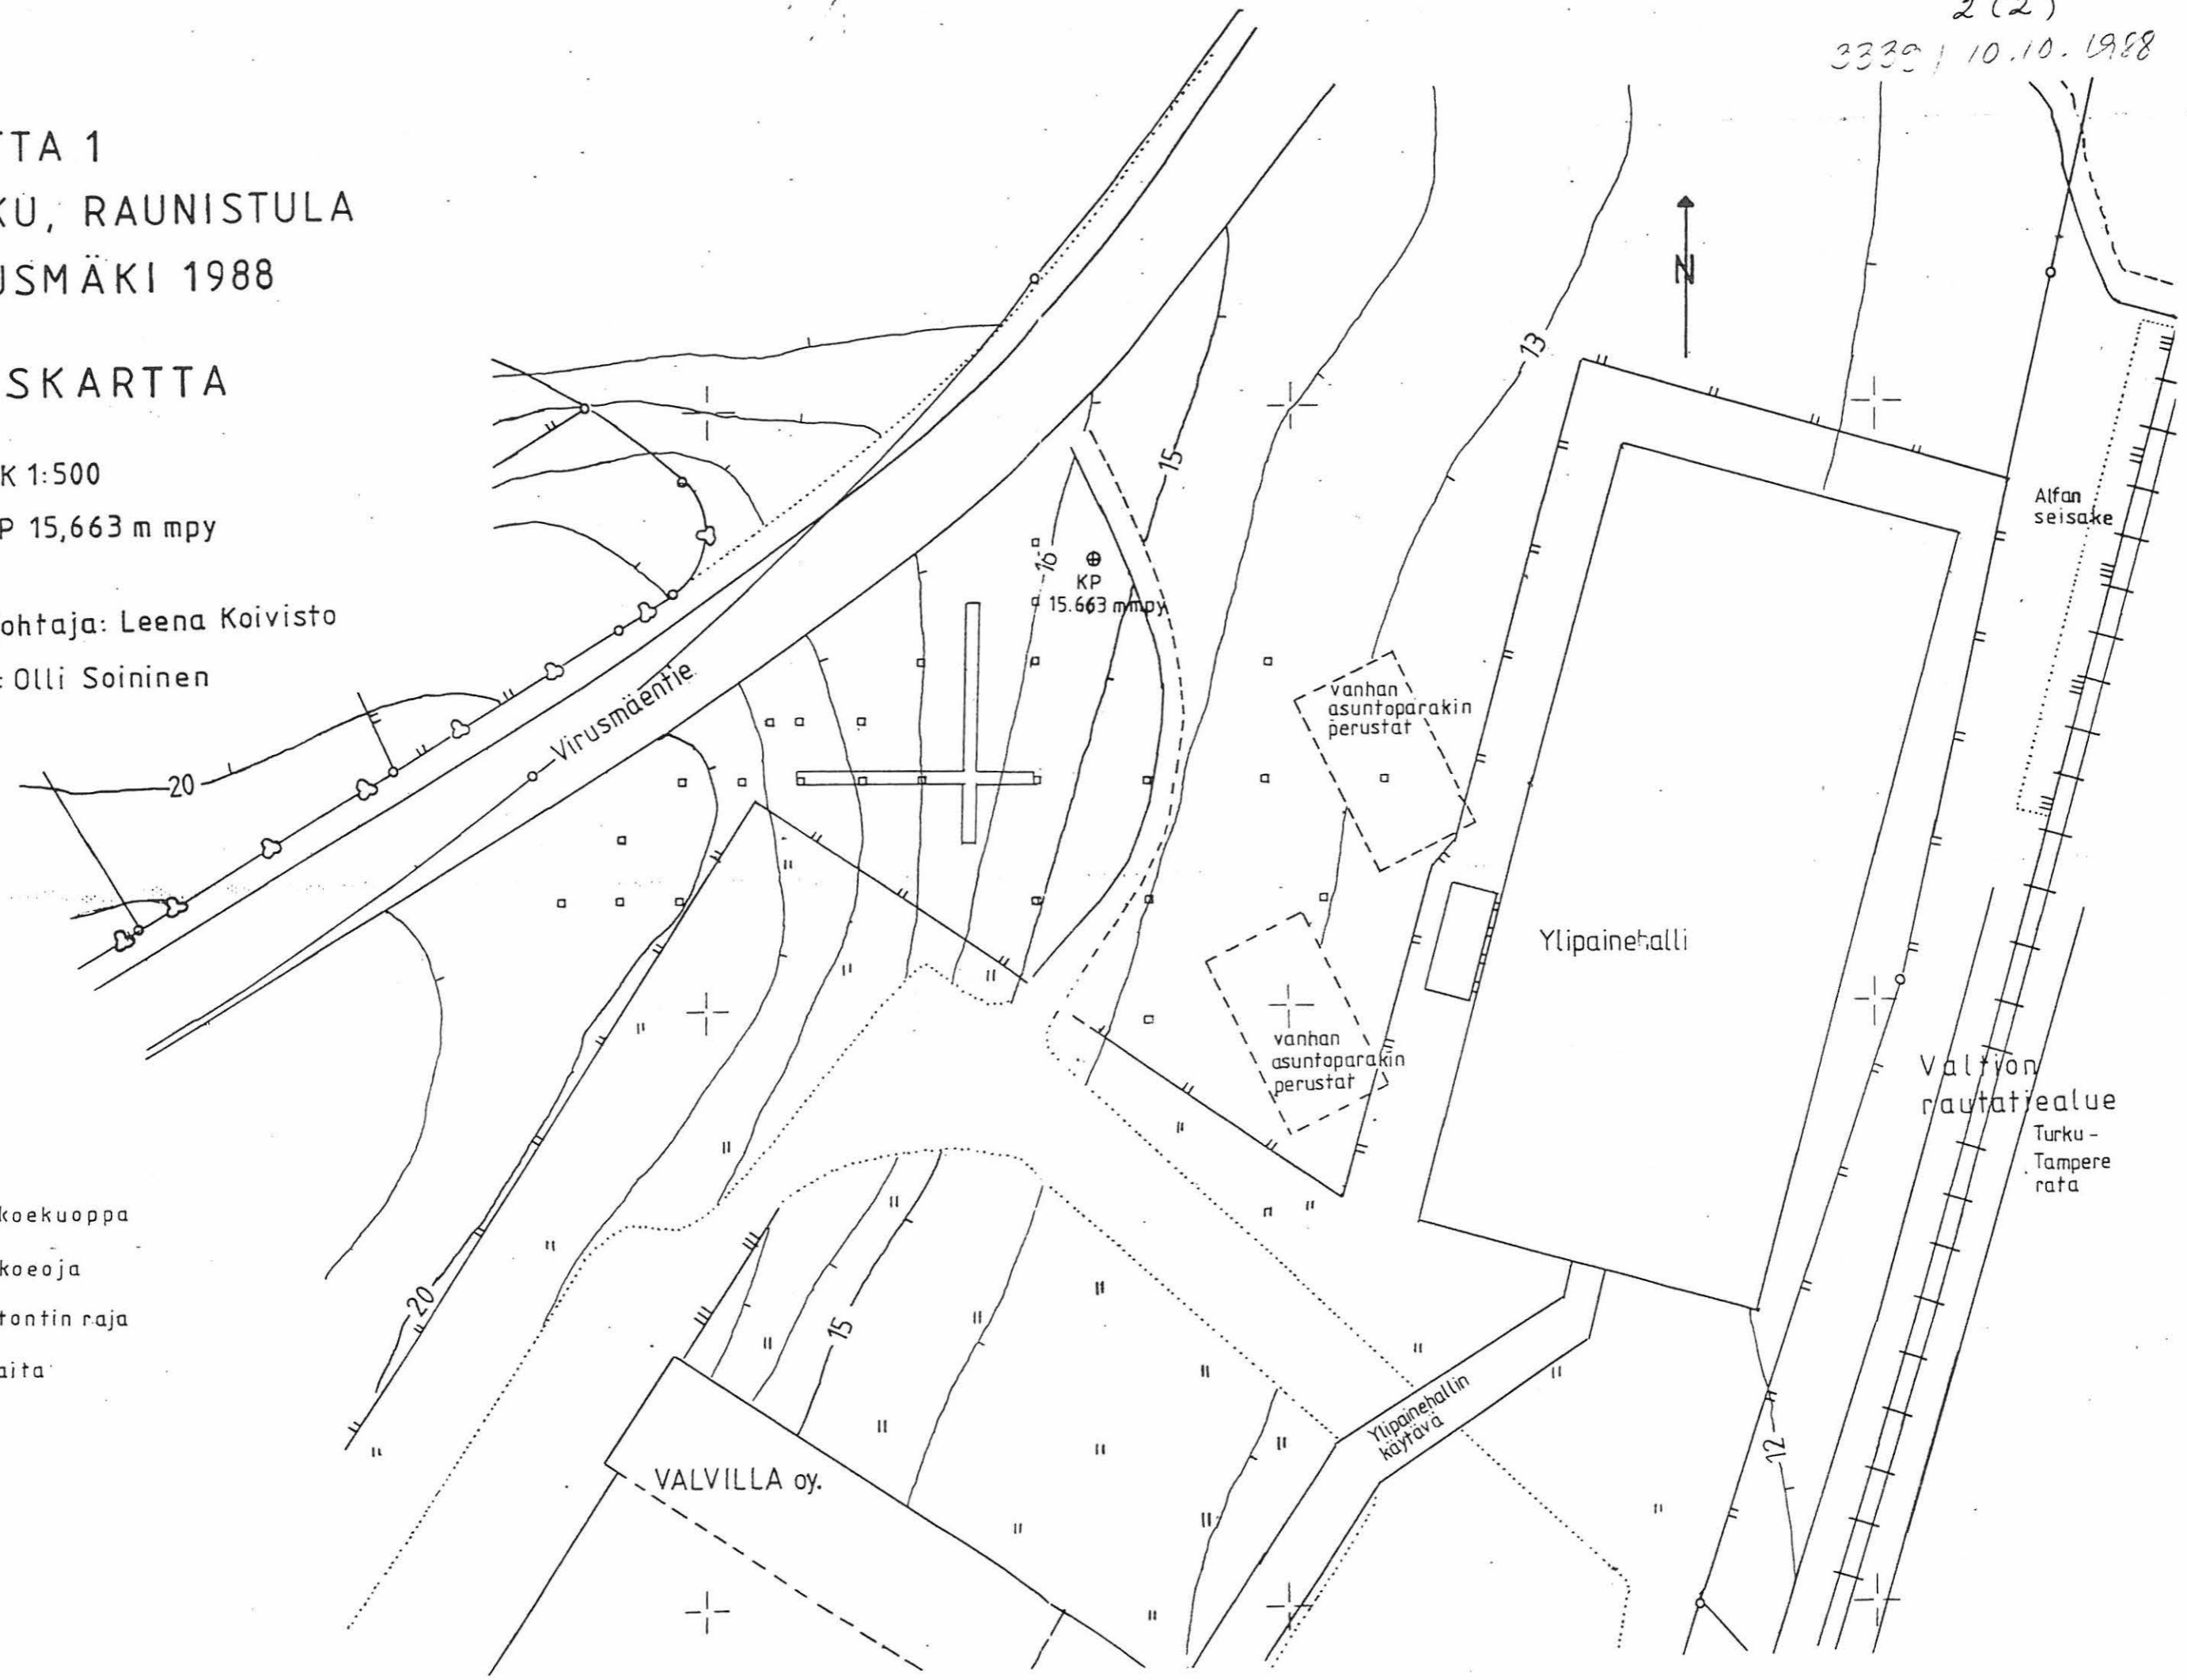 2 (2)
10.10.1988
TTA 1
KU, RAUNISTULA
USMÄKI 1988
SKARTTA
K 1:500
P 15,663 m mpy
ohtaja: Leena Koivisto
: Olli Soininen
N
13
15
16
KP
15.663 m mpy
Alfan
seisake
Virusmäentie
20
vanhan
asuntoparakin
perustat
Ylipainehalli
vanhan
asuntoparakin
perustat
Valtion
rautatiealue
Turku -
Tampere
rata
koekuoppa
koeoja
tontin raja
aita
20
15
Ylipainehallin
käytävä
12
VALVILLA oy.